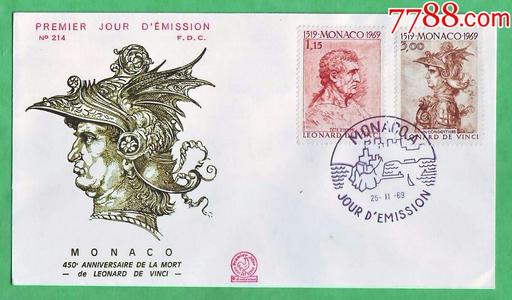 7788.com
PREMIER JOUR D'ÉMISSION
Nº 214
F.D.C.
1519-MONACO-1969
1,15
LEONARD DE VINCI
1519-MONACO-1969
3,00
CONDOTTIERE
LEONARD DE VINCI
MONACO-A
25-11-69
JOUR D'EMISSION
MONACO
450e ANNIVERSAIRE DE LA MORT
— de LEONARD DE VINCI —